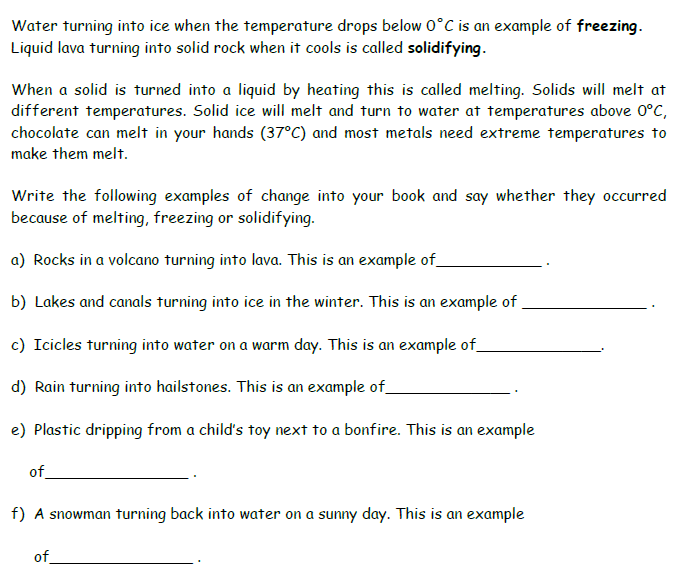 Water turning into ice when the temperature drops below 0°C is an example of freezing.
Liquid lava turning into solid rock when it cools is called solidifying.
When a solid is turned into a liquid by heating this is called melting. Solids will melt at
different temperatures. Solid ice will melt and turn to water at temperatures above 0°C,
chocolate can melt in your hands (37°C) and most metals need extreme temperatures to
make them melt.
Write the following examples of change into your book and say whether they occurred
because of melting, freezing or solidifying.
a) Rocks in a volcano turning into lava. This is an example of_____________ .
b) Lakes and canals turning into ice in the winter. This is an example of _______________ .
c) Icicles turning into water on a warm day. This is an example of_______________.
d) Rain turning into hailstones. This is an example of_______________ .
e) Plastic dripping from a child's toy next to a bonfire. This is an example
of_________________ .
f) A snowman turning back into water on a sunny day. This is an example
of_________________ .